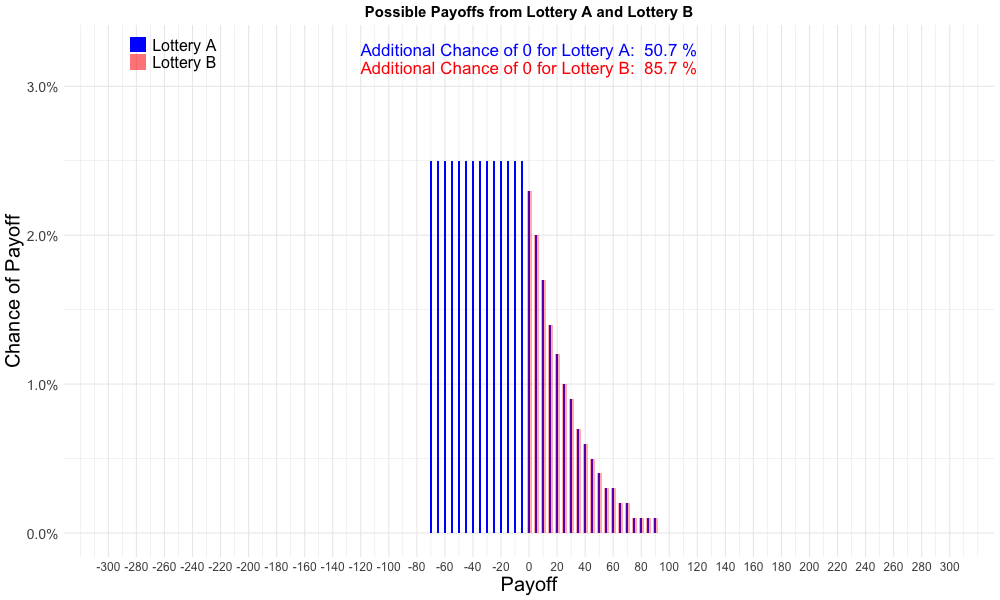 Possible Payoffs from Lottery A and Lottery B
Lottery A
Lottery B
Additional Chance of 0 for Lottery A: 50.7 %
Additional Chance of 0 for Lottery B: 85.7 %
Chance of Payoff
3.0%
2.0%
1.0%
0.0%
-300 -280 -260 -240 -220 -200 -180 -160 -140 -120 -100 -80 -60 -40 -20 0 20 40 60 80 100 120 140 160 180 200 220 240 260 280 300
Payoff